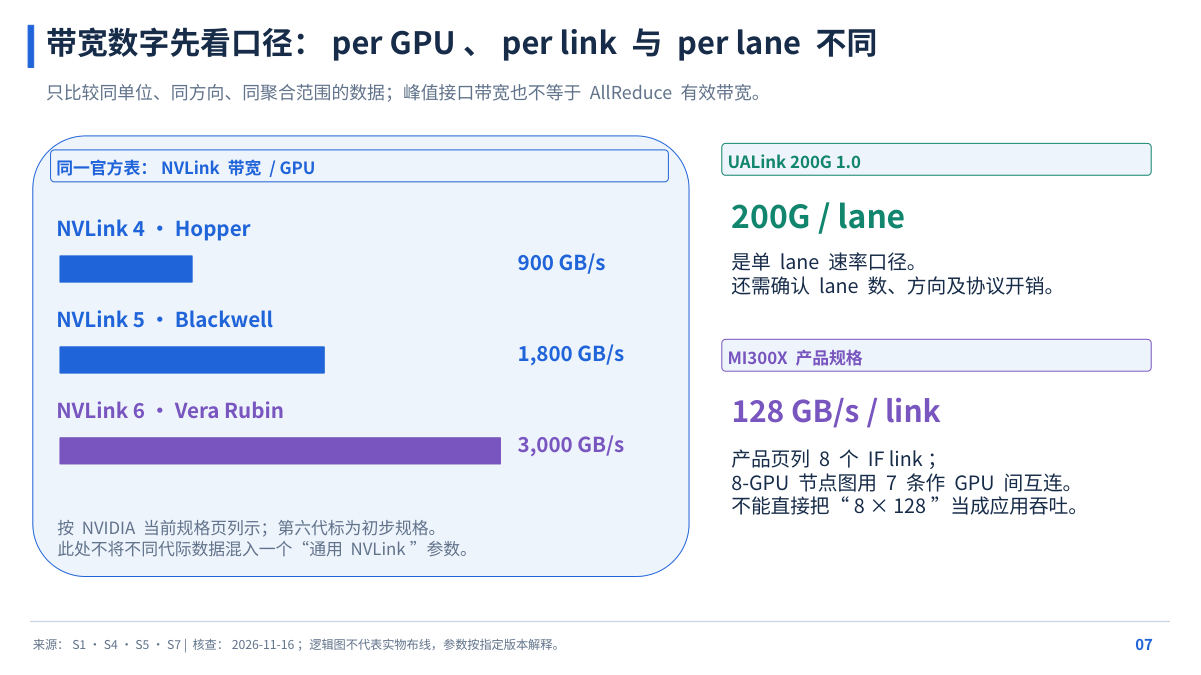 带宽数字先看口径： per GPU 、 per link 与 per lane 不同
只比较同单位、同方向、同聚合范围的数据；峰值接口带宽也不等于 AllReduce 有效带宽。
同一官方表： NVLink 带宽 / GPU
NVLink 4 · Hopper
900 GB/s
NVLink 5 · Blackwell
1,800 GB/s
NVLink 6 · Vera Rubin
3,000 GB/s
按 NVIDIA 当前规格页列示；第六代标为初步规格。
此处不将不同代际数据混入一个“通用 NVLink ”参数。
UALink 200G 1.0
200G / lane
是单 lane 速率口径。
还需确认 lane 数、方向及协议开销。
MI300X 产品规格
128 GB/s / link
产品页列 8 个 IF link ；
8-GPU 节点图用 7 条作 GPU 间互连。
不能直接把“ 8 × 128 ”当成应用吞吐。
来源： S1 · S4 · S5 · S7 | 核查： 2026-11-16 ；逻辑图不代表实物布线，参数按指定版本解释。
07